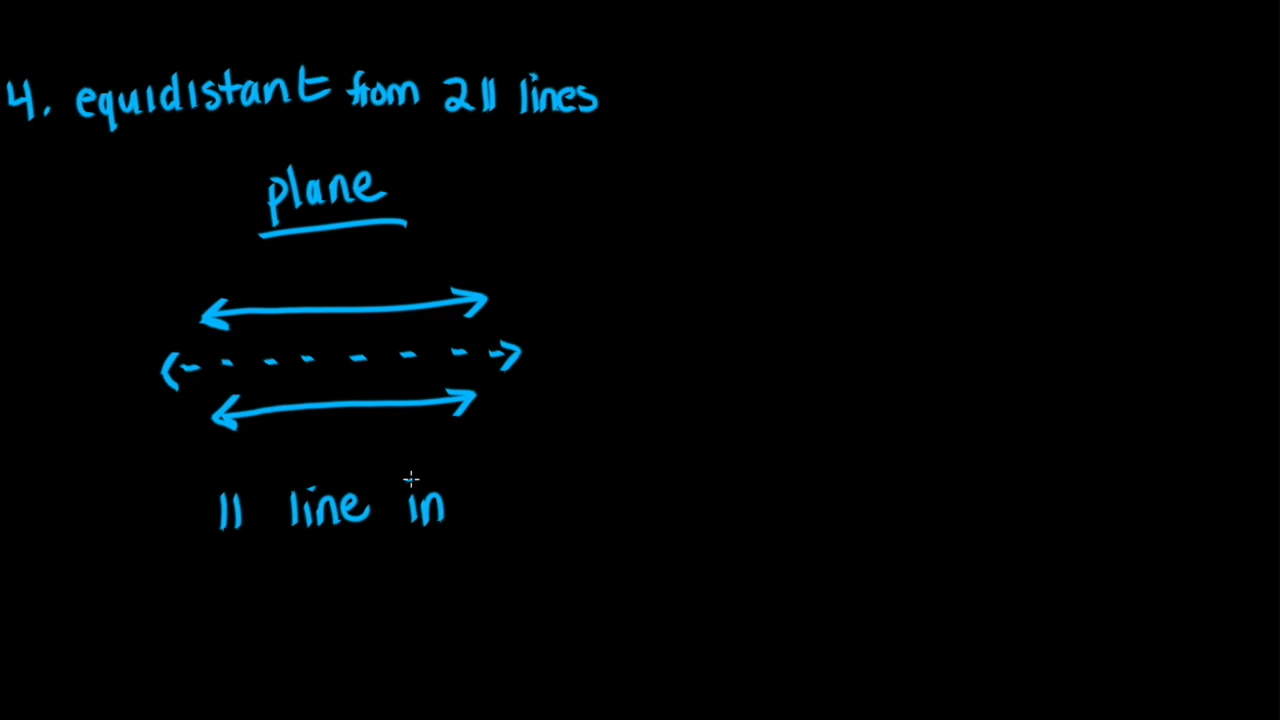 4. equidistant from 2 || lines
plane
|| line in